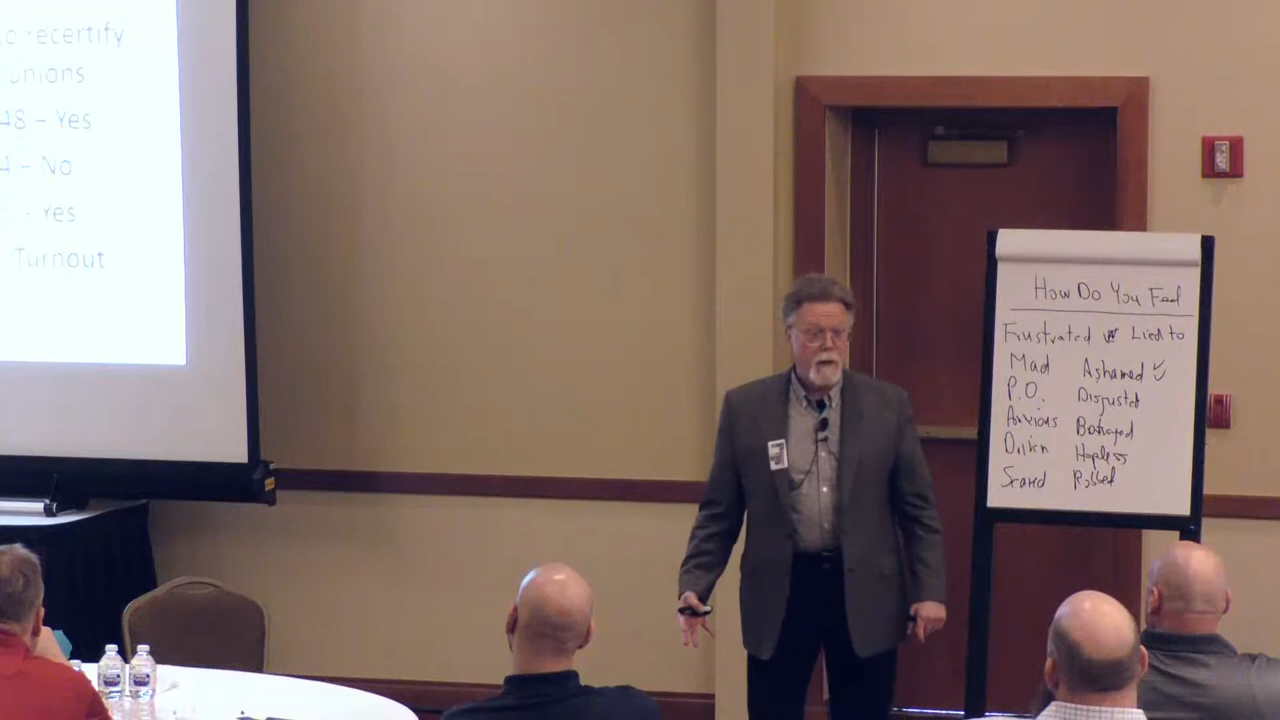 recertify
unions
48 – Yes
4 – No
- Yes
Turnout
How Do You Feel
Frustrated Lied to
Mad Ashamed
P.O. Disgusted
Anxious Betrayed
Driven Hopless
Scared Robbed